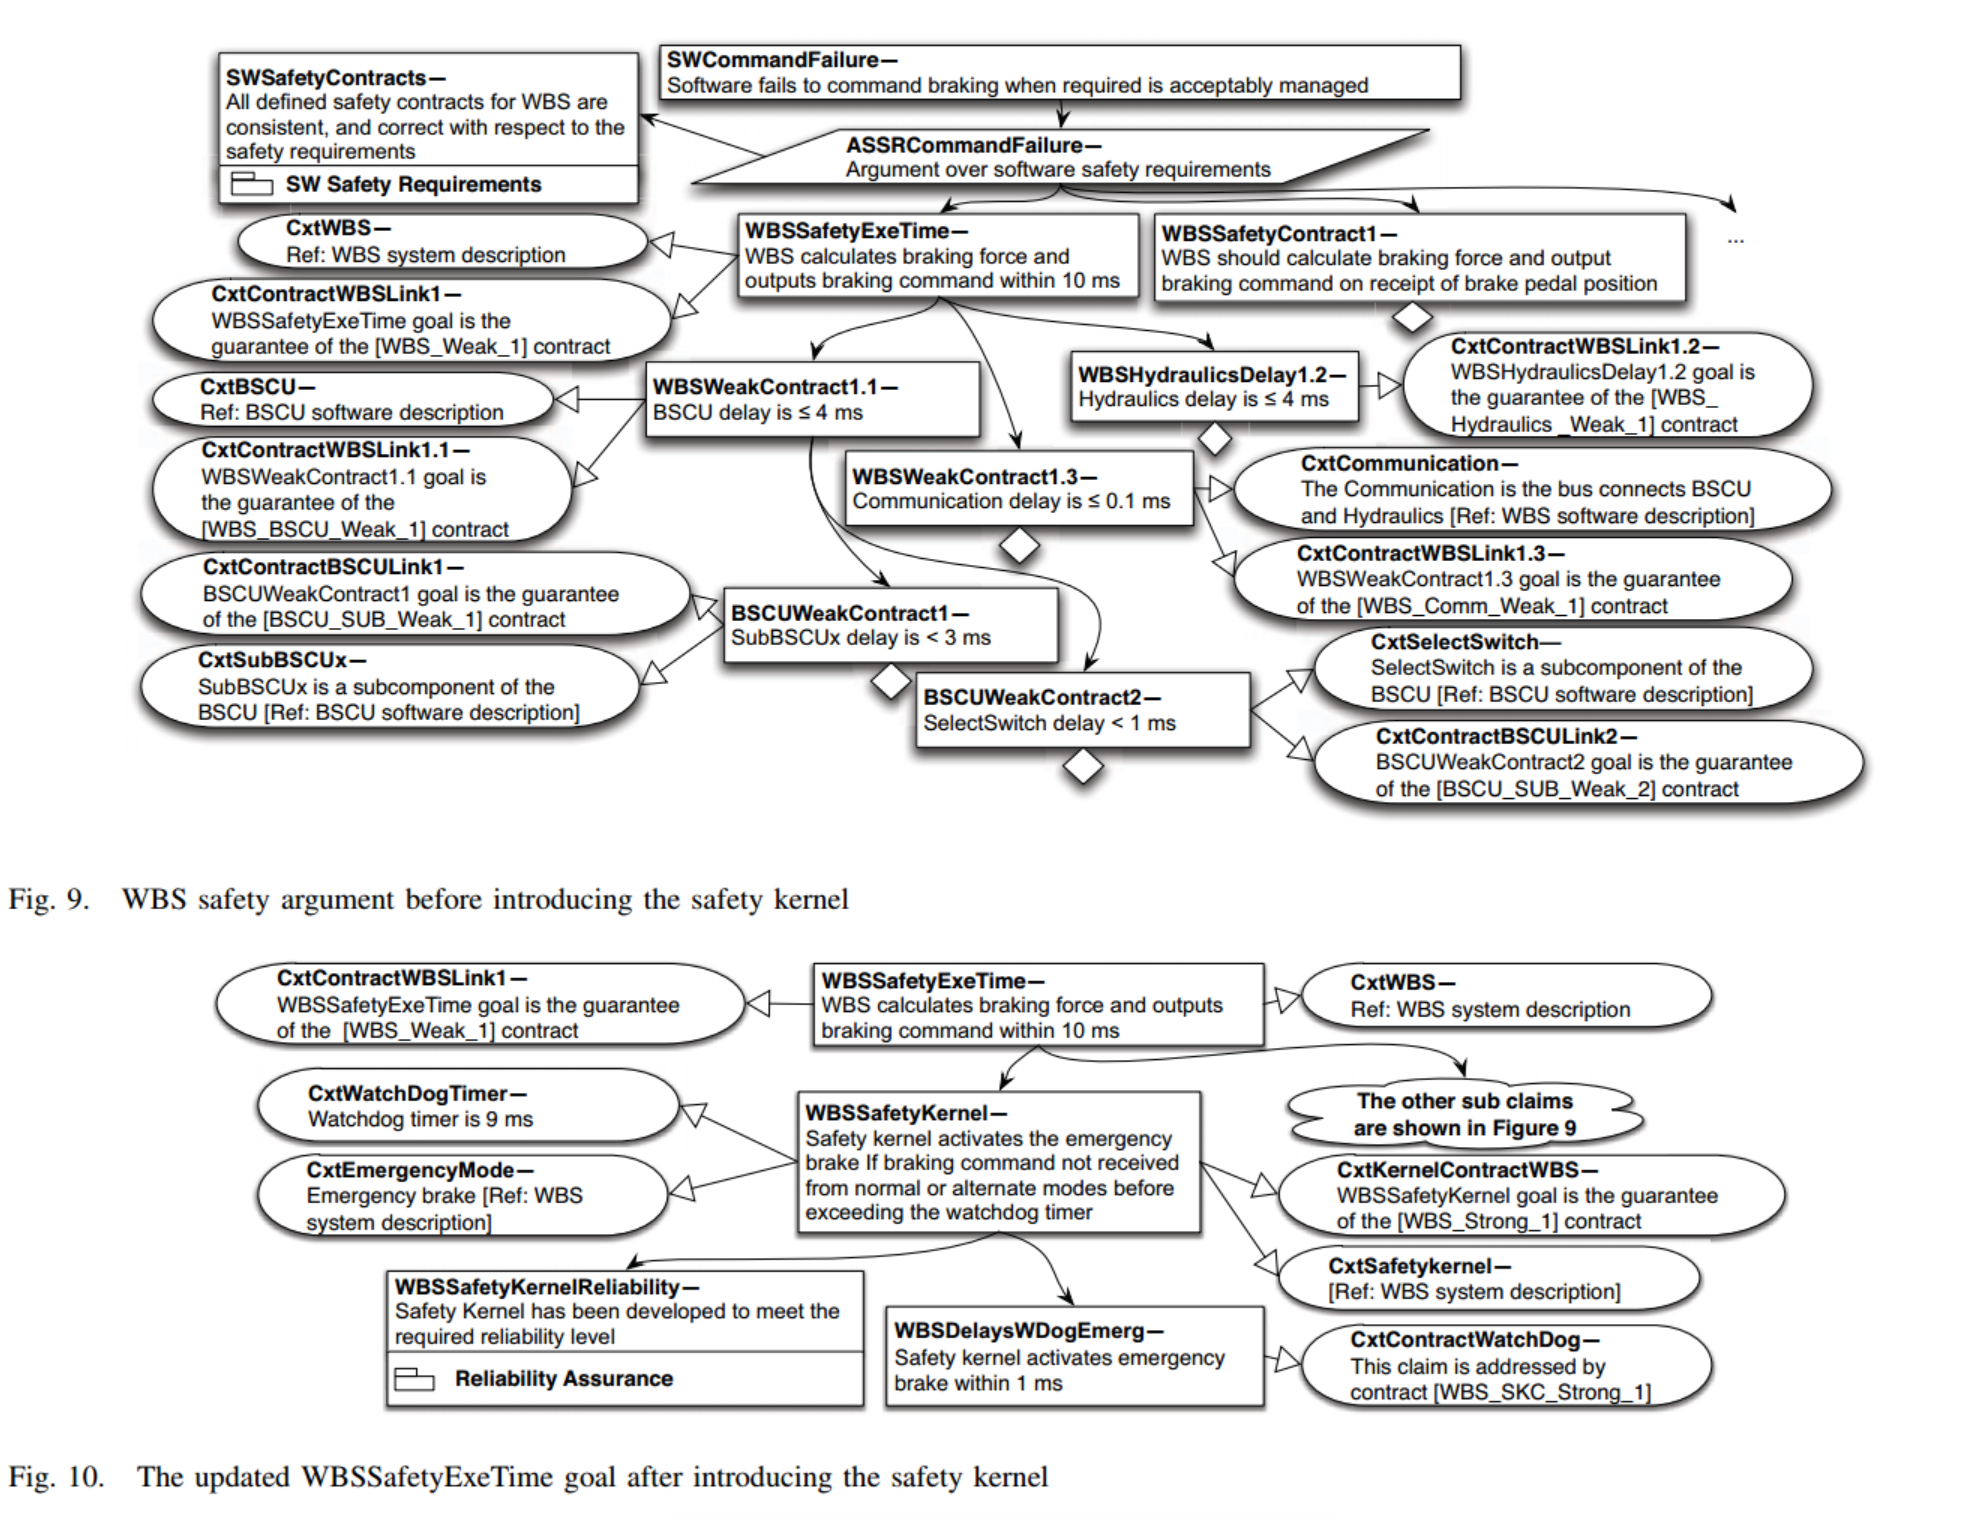 SWCommandFailure—
Software fails to command braking when required is acceptably managed
SWSafetyContracts—
All defined safety contracts for WBS are
consistent, and correct with respect to the
safety requirements
SW Safety Requirements
ASSRCommandFailure—
Argument over software safety requirements
CxtWBS—
Ref: WBS system description
WBSSafetyExeTime—
WBS calculates braking force and
outputs braking command within 10 ms
WBSSafetyContract1—
WBS should calculate braking force and output
braking command on receipt of brake pedal position
...
CxtContractWBSLink1—
WBSSafetyExeTime goal is the
guarantee of the [WBS_Weak_1] contract
CxtBSCU—
Ref: BSCU software description
WBSWeakContract1.1—
BSCU delay is ≤ 4 ms
WBSHydraulicsDelay1.2—
Hydraulics delay is ≤ 4 ms
CxtContractWBSLink1.2—
WBSHydraulicsDelay1.2 goal is
the guarantee of the [WBS_
Hydraulics _Weak_1] contract
CxtContractWBSLink1.1—
WBSWeakContract1.1 goal is
the guarantee of the
[WBS_BSCU_Weak_1] contract
WBSWeakContract1.3—
Communication delay is ≤ 0.1 ms
CxtCommunication—
The Communication is the bus connects BSCU
and Hydraulics [Ref: WBS software description]
CxtContractWBSLink1.3—
WBSWeakContract1.3 goal is the guarantee
of the [WBS_Comm_Weak_1] contract
CxtContractBSCULink1—
BSCUWeakContract1 goal is the guarantee
of the [BSCU_SUB_Weak_1] contract
BSCUWeakContract1—
SubBSCUx delay is < 3 ms
CxtSubBSCUx—
SubBSCUx is a subcomponent of the
BSCU [Ref: BSCU software description]
BSCUWeakContract2—
SelectSwitch delay < 1 ms
CxtSelectSwitch—
SelectSwitch is a subcomponent of the
BSCU [Ref: BSCU software description]
CxtContractBSCULink2—
BSCUWeakContract2 goal is the guarantee
of the [BSCU_SUB_Weak_2] contract
Fig. 9. WBS safety argument before introducing the safety kernel
CxtContractWBSLink1—
WBSSafetyExeTime goal is the guarantee
of the [WBS_Weak_1] contract
WBSSafetyExeTime—
WBS calculates braking force and outputs
braking command within 10 ms
CxtWBS—
Ref: WBS system description
CxtWatchDogTimer—
Watchdog timer is 9 ms
CxtEmergencyMode—
Emergency brake [Ref: WBS
system description]
WBSSafetyKernel—
Safety kernel activates the emergency
brake If braking command not received
from normal or alternate modes before
exceeding the watchdog timer
The other sub claims
are shown in Figure 9
CxtKernelContractWBS—
WBSSafetyKernel goal is the guarantee
of the [WBS_Strong_1] contract
CxtSafetykernel—
[Ref: WBS system description]
WBSSafetyKernelReliability—
Safety Kernel has been developed to meet the
required reliability level
Reliability Assurance
WBSDelaysWDogEmerg—
Safety kernel activates emergency
brake within 1 ms
CxtContractWatchDog—
This claim is addressed by
contract [WBS_SKC_Strong_1]
Fig. 10. The updated WBSSafetyExeTime goal after introducing the safety kernel